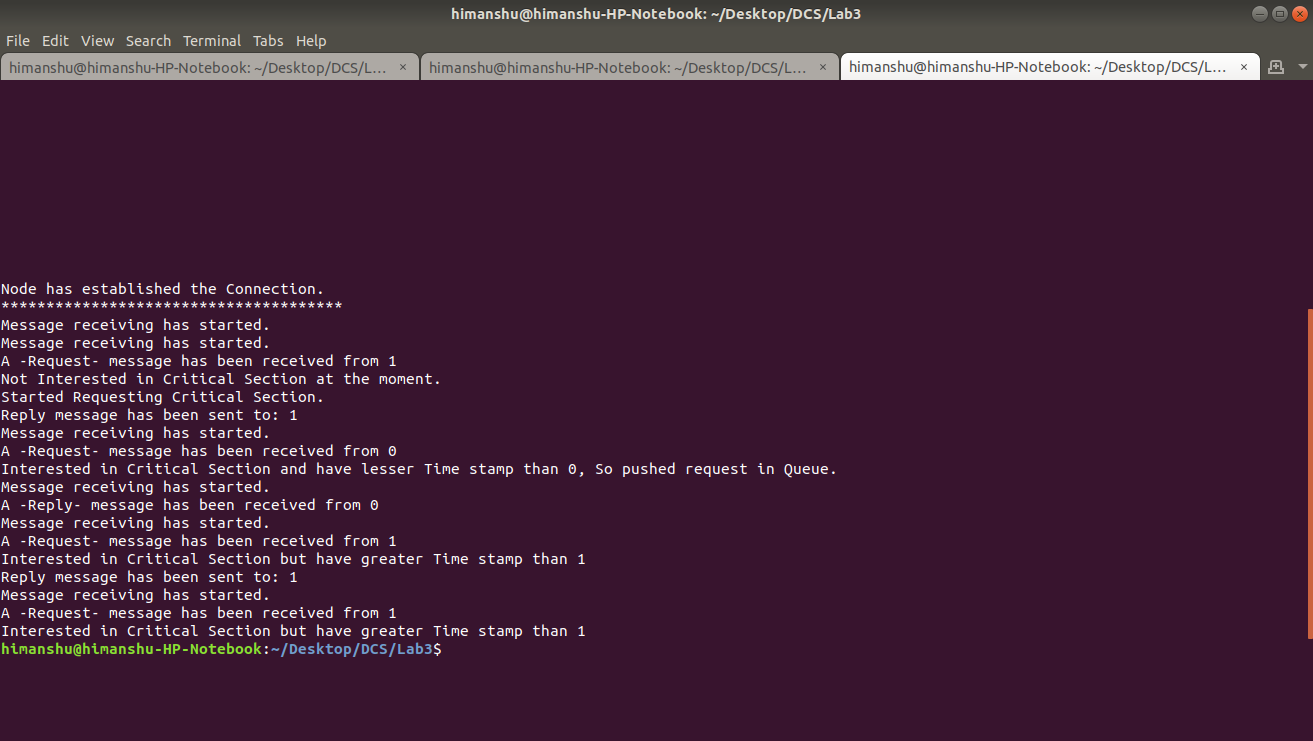 himanshu@himanshu-HP-Notebook: ~/Desktop/DCS/Lab3
File Edit View Search Terminal Tabs Help
himanshu@himanshu-HP-Notebook: ~/Desktop/DCS/L... × himanshu@himanshu-HP-Notebook: ~/Desktop/DCS/L... × himanshu@himanshu-HP-Notebook: ~/Desktop/DCS/L... ×
Node has established the Connection.
**************************************
Message receiving has started.
Message receiving has started.
A -Request- message has been received from 1
Not Interested in Critical Section at the moment.
Started Requesting Critical Section.
Reply message has been sent to: 1
Message receiving has started.
A -Request- message has been received from 0
Interested in Critical Section and have lesser Time stamp than 0, So pushed request in Queue.
Message receiving has started.
A -Reply- message has been received from 0
Message receiving has started.
A -Request- message has been received from 1
Interested in Critical Section but have greater Time stamp than 1
Reply message has been sent to: 1
Message receiving has started.
A -Request- message has been received from 1
Interested in Critical Section but have greater Time stamp than 1
himanshu@himanshu-HP-Notebook:~/Desktop/DCS/Lab3$